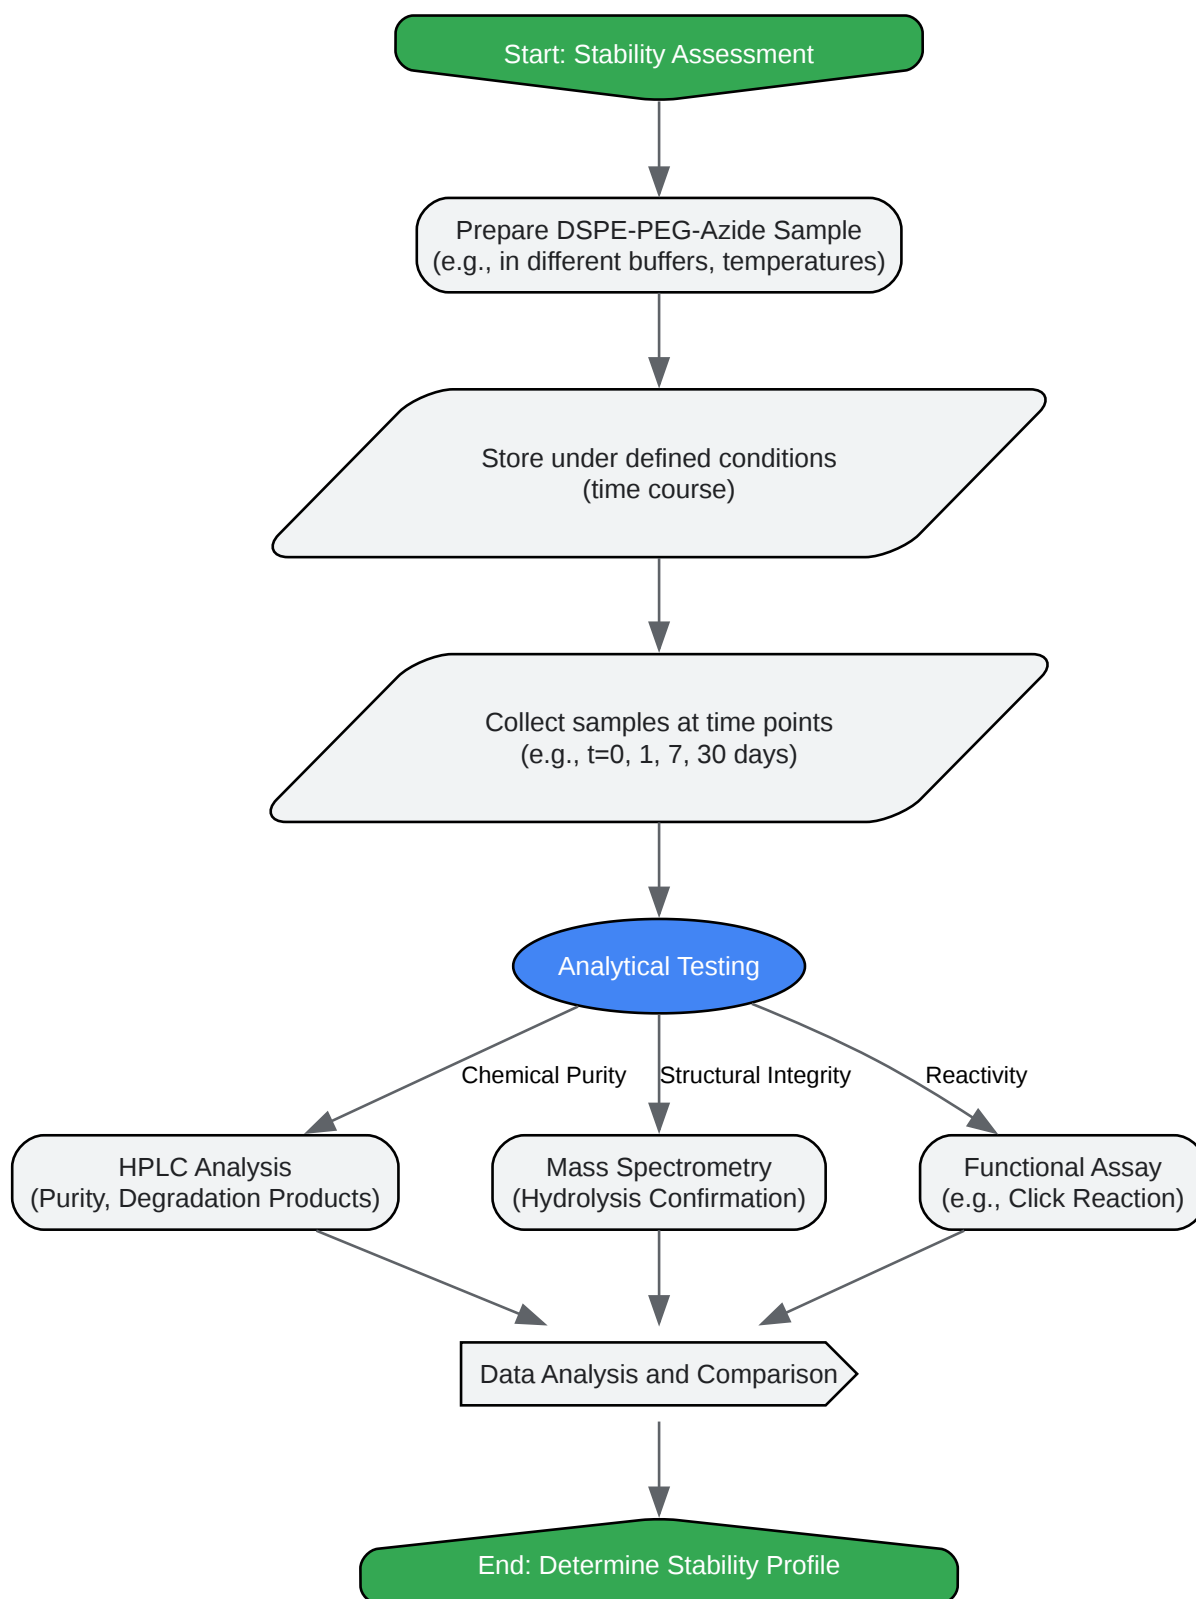 Start: Stability Assessment
Prepare DSPE-PEG-Azide Sample
(e.g., in different buffers, temperatures)
Store under defined conditions
(time course)
Collect samples at time points
(e.g., t=0, 1, 7, 30 days)
Analytical Testing
Chemical Purity
Structural Integrity
Reactivity
HPLC Analysis
(Purity, Degradation Products)
Mass Spectrometry
(Hydrolysis Confirmation)
Functional Assay
(e.g., Click Reaction)
Data Analysis and Comparison
End: Determine Stability Profile